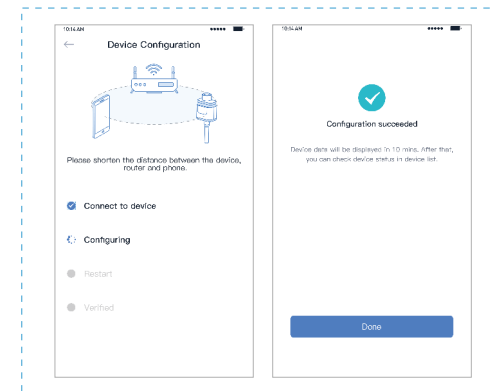 10:14 AM
Device Configuration
Please shorten the distance between the device,
router and phone.
Connect to device
Configuring
Restart
Verified
10:14 AM
Configuration succeeded
Device data will be displayed in 10 mins. After that,
you can check device status in device list.
Done